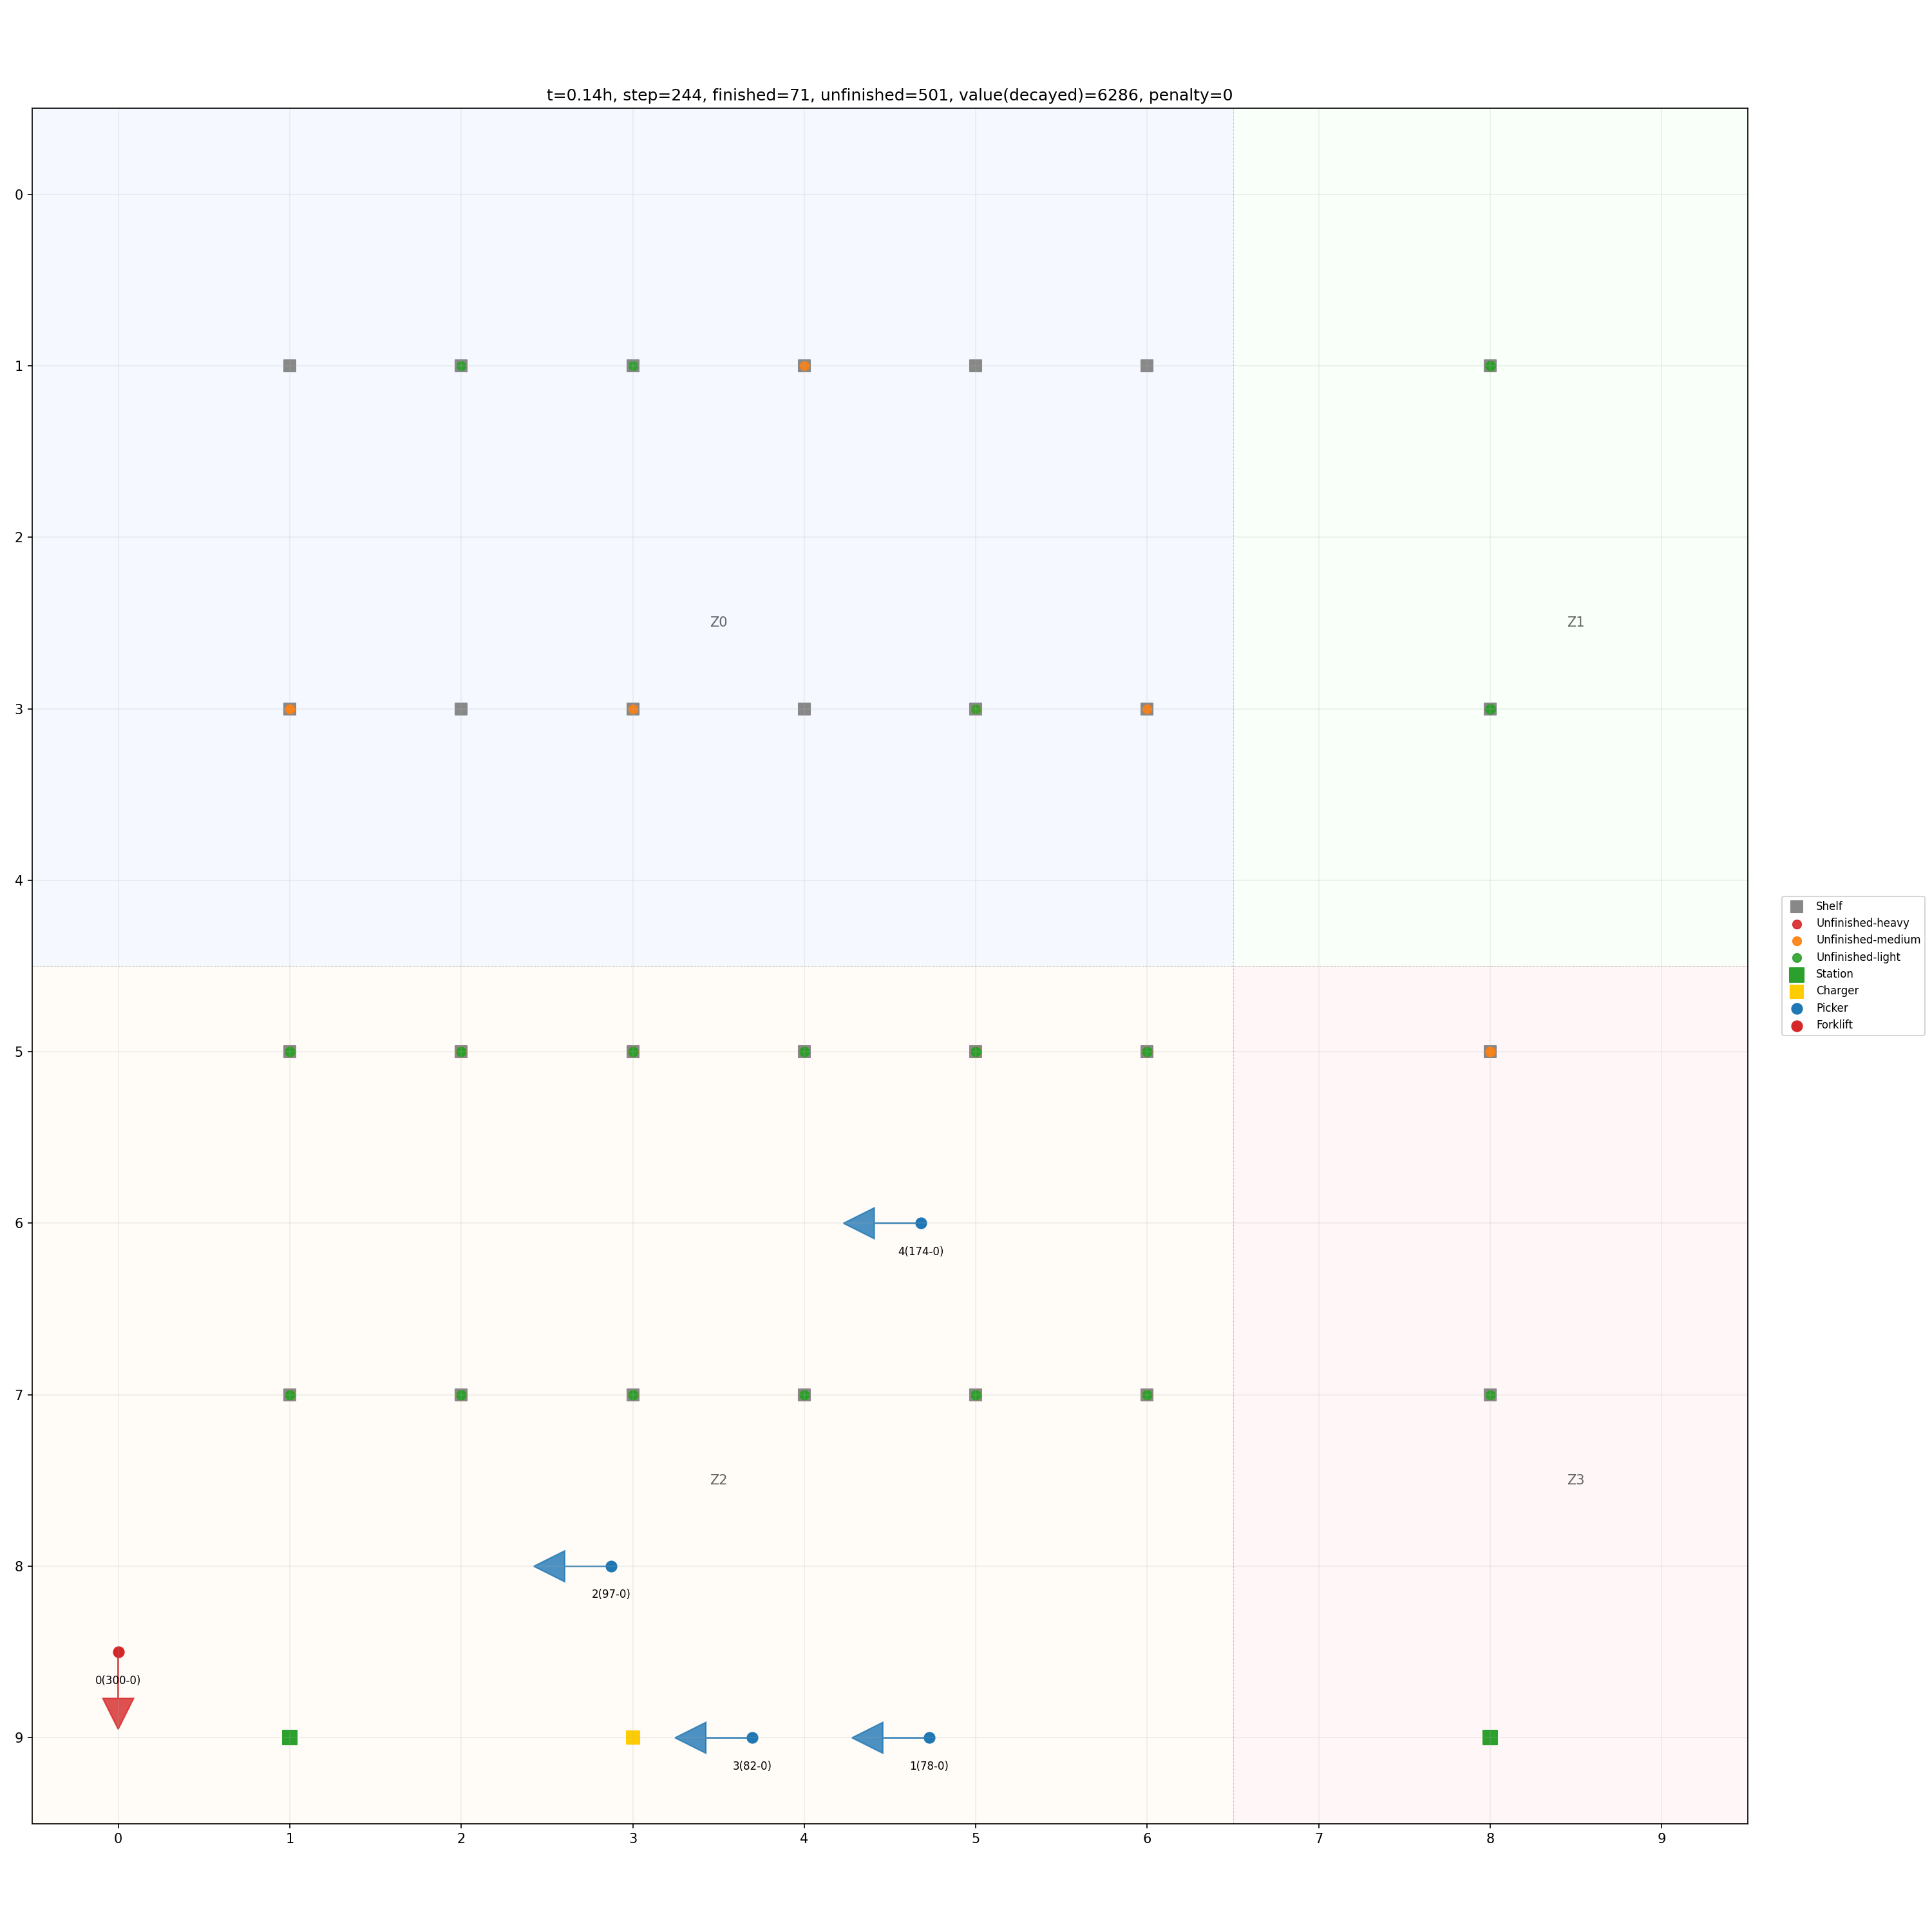 t=0.14h, step=244, finished=71, unfinished=501, value(decayed)=6286, penalty=0
0
1
2
Z0
Z1
3
4
Shelf
Unfinished-heavy
Unfinished-medium
Unfinished-light
Station
Charger
Picker
Forklift
5
6
4(174-0)
7
Z2
Z3
8
2(97-0)
0(300-0)
9
3(82-0)
1(78-0)
0 1 2 3 4 5 6 7 8 9